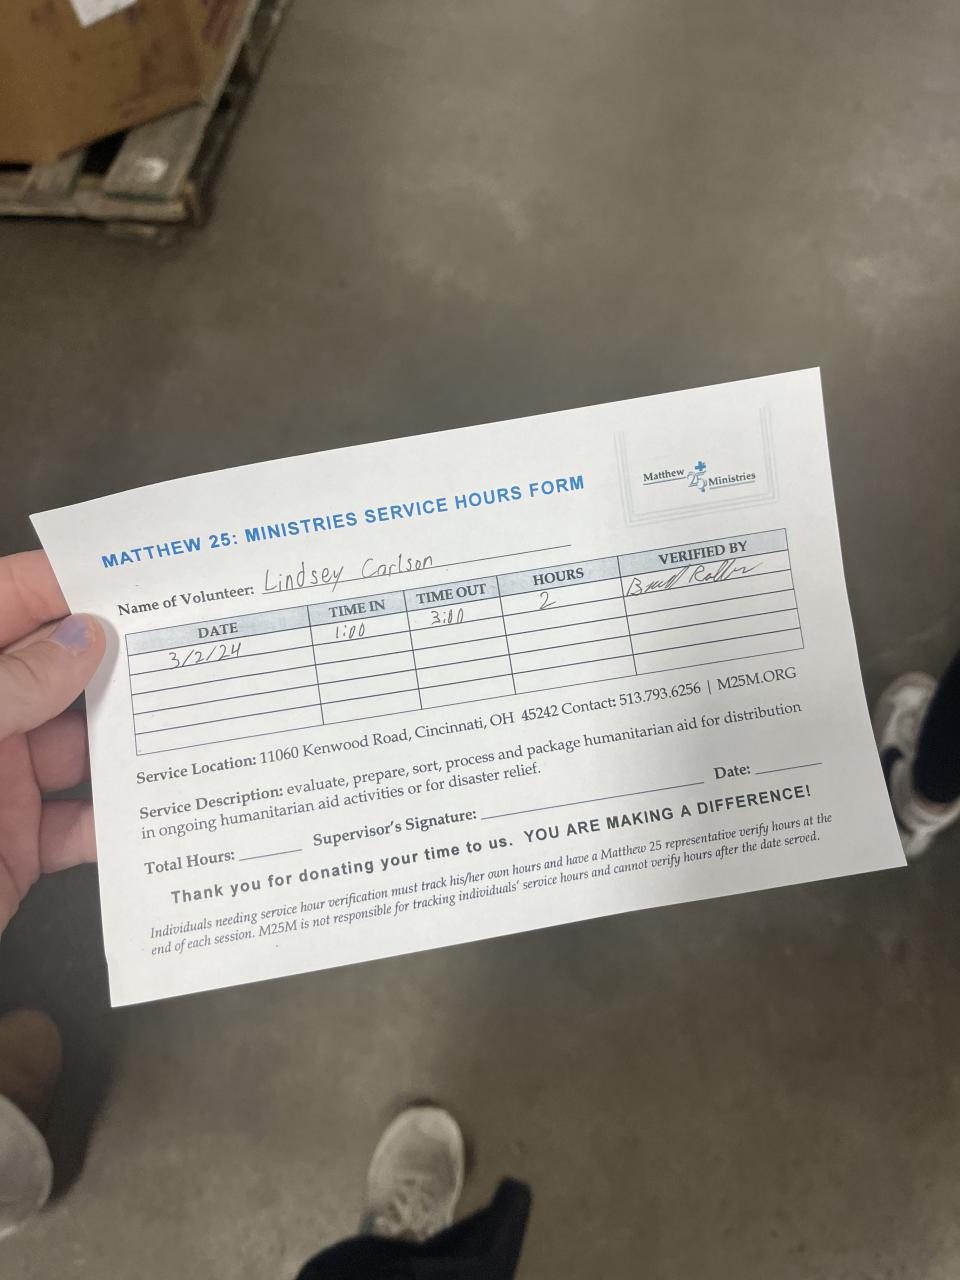 Matthew 25 Ministries
MATTHEW 25: MINISTRIES SERVICE HOURS FORM
Name of Volunteer: Lindsey Carlson
DATE TIME IN TIME OUT HOURS VERIFIED BY
3/2/24 1:00 3:00 2
Service Location: 11060 Kenwood Road, Cincinnati, OH 45242 Contact: 513.793.6256 | M25M.ORG
Service Description: evaluate, prepare, sort, process and package humanitarian aid for distribution
in ongoing humanitarian aid activities or for disaster relief.
Total Hours: Supervisor's Signature: Date:
Thank you for donating your time to us. YOU ARE MAKING A DIFFERENCE!
Individuals needing service hour verification must track his/her own hours and have a Matthew 25 representative verify hours at the
end of each session. M25M is not responsible for tracking individuals' service hours and cannot verify hours after the date served.